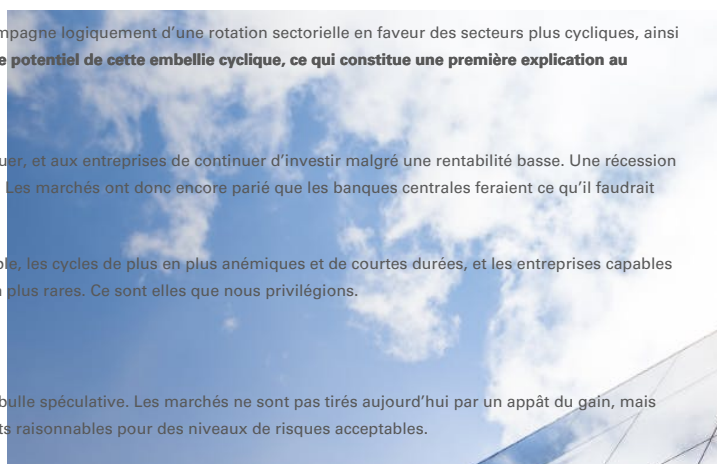 mpagne logiquement d'une rotation sectorielle en faveur des secteurs plus cycliques, ainsi
e potentiel de cette embellie cyclique, ce qui constitue une première explication au
uer, et aux entreprises de continuer d'investir malgré une rentabilité basse. Une récession
Les marchés ont donc encore parié que les banques centrales feraient ce qu'il faudrait
ble, les cycles de plus en plus anémiques et de courtes durées, et les entreprises capables
plus rares. Ce sont elles que nous privilégions.
bulle spéculative. Les marchés ne sont pas tirés aujourd'hui par un appât du gain, mais
ts raisonnables pour des niveaux de risques acceptables.